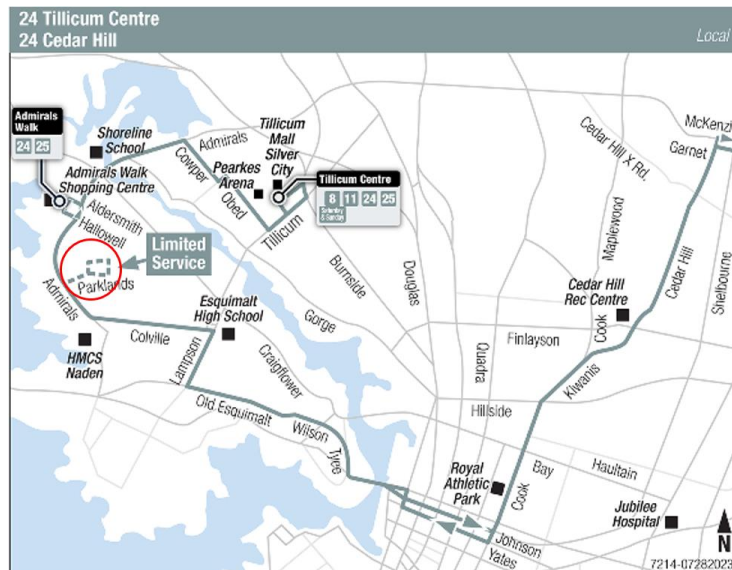 24 Tillicum Centre
24 Cedar Hill
Local
Admirals
Walk
24 25
Shoreline
School
Admirals Walk
Shopping Centre
Admirals
Cowper
Obed
Pearkes
Arena
Tillicum
Mall
Silver
City
Tillicum Centre
8 11 24 25
Saturday
& Sunday
Tillicum
Aldersmith
Hallowell
Limited
Service
Parklands
Admirals
HMCS
Naden
Colville
Lampson
Esquimalt
High School
Craigflower
Gorge
Burnside
Douglas
Old Esquimalt
Wilson
Tyee
Quadra
Hillside
Finlayson
Cook
Maplewood
Cedar Hill X Rd.
McKenzi
Garnet
Cedar Hill
Shelbourne
Cedar Hill
Rec Centre
Kiwanis
Bay
Haultain
Cook
Royal
Athletic
Park
Johnson
Yates
Jubilee
Hospital
N
7214-07282023